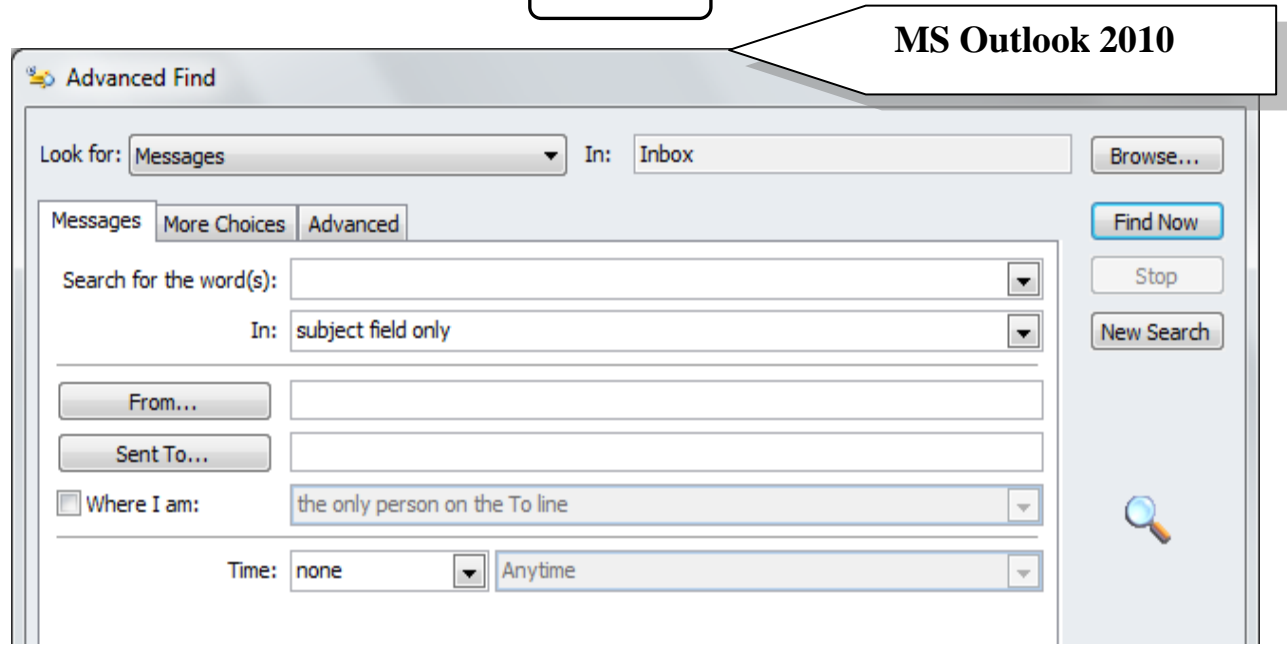 MS Outlook 2010
Advanced Find
Look for: Messages In: Inbox Browse...
Messages More Choices Advanced Find Now
Search for the word(s): Stop
In: subject field only New Search
From...
Sent To...
Where I am: the only person on the To line
Time: none Anytime